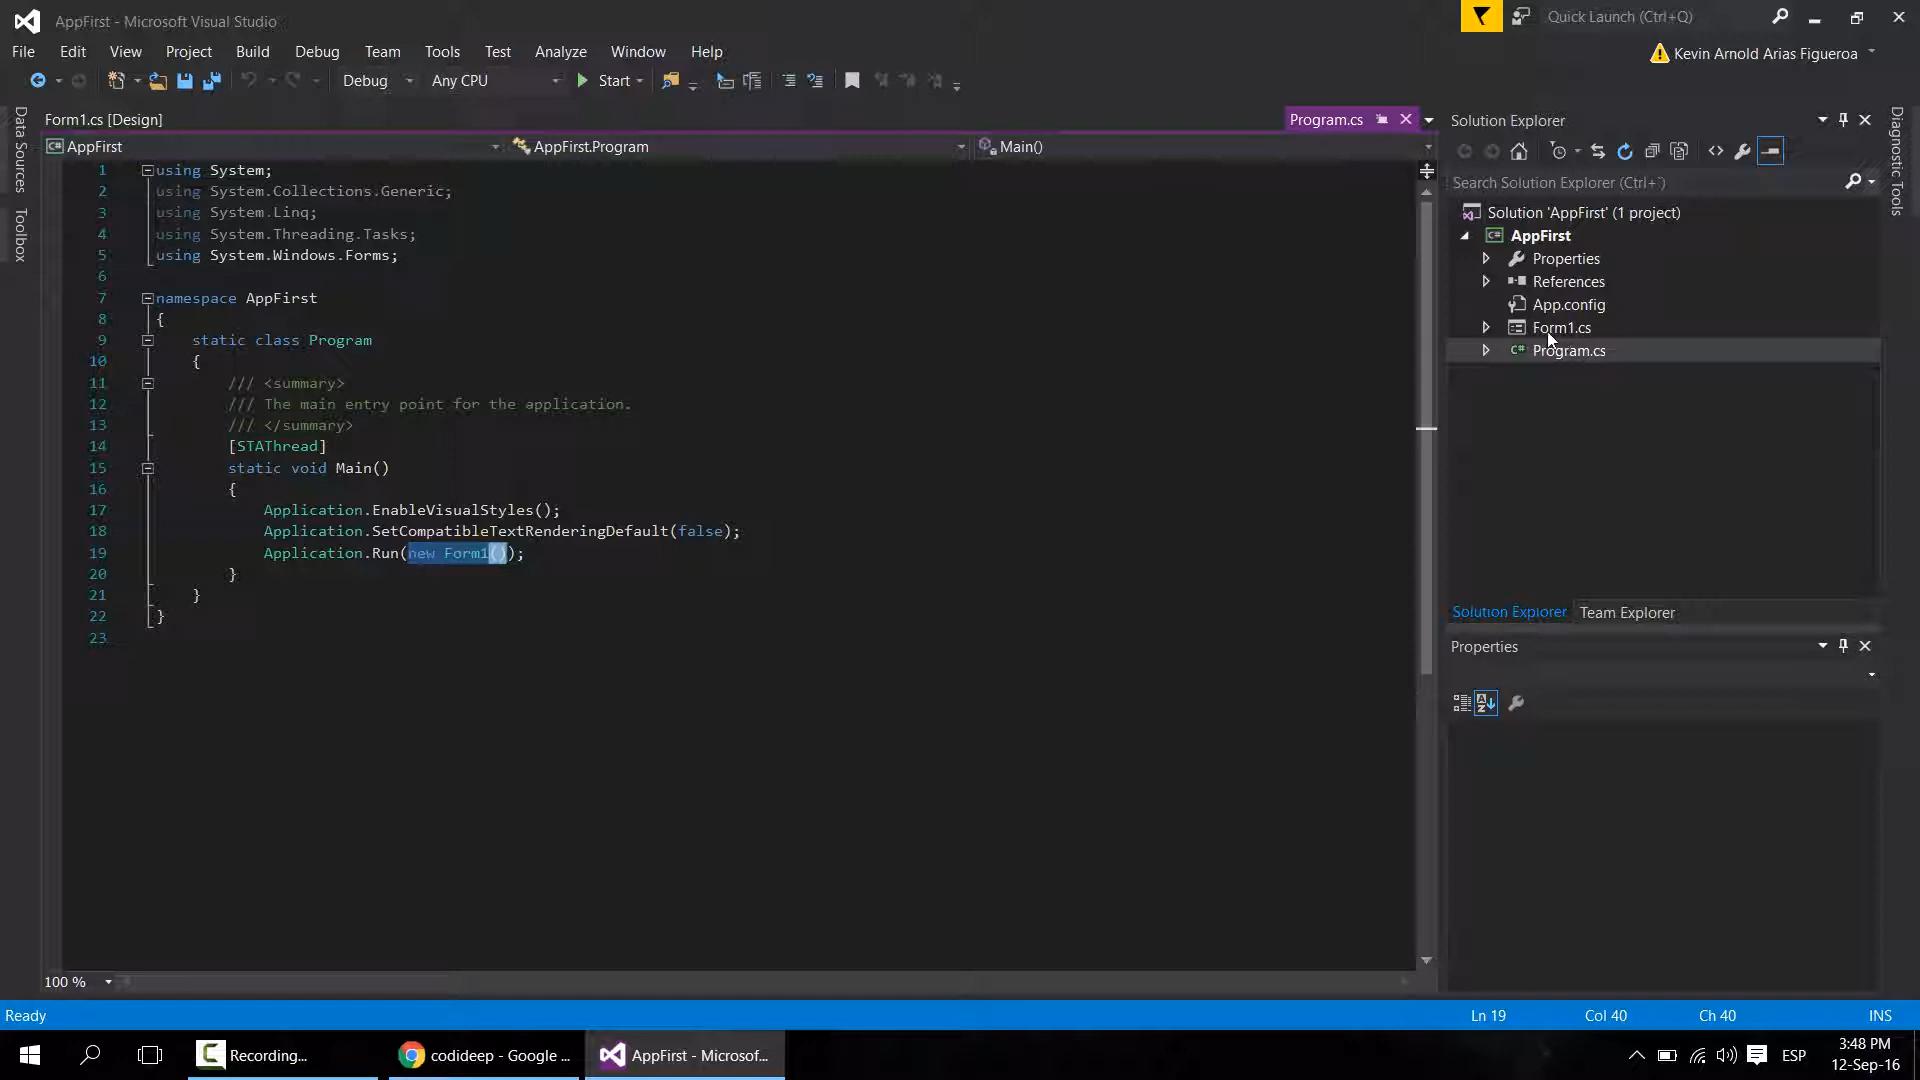 AppFirst - Microsoft Visual Studio
Quick Launch (Ctrl+Q)
File Edit View Project Build Debug Team Tools Test Analyze Window Help
Kevin Arnold Arias Figueroa
Debug Any CPU Start
Data Sources
Toolbox
Form1.cs [Design]
Program.cs
AppFirst
AppFirst.Program
Main()
1 using System;
2 using System.Collections.Generic;
3 using System.Linq;
4 using System.Threading.Tasks;
5 using System.Windows.Forms;
6
7 namespace AppFirst
8 {
9 static class Program
10 {
11 /// <summary>
12 /// The main entry point for the application.
13 /// </summary>
14 [STAThread]
15 static void Main()
16 {
17 Application.EnableVisualStyles();
18 Application.SetCompatibleTextRenderingDefault(false);
19 Application.Run(new Form1());
20 }
21 }
22 }
23
100 %
Solution Explorer
Search Solution Explorer (Ctrl+¨)
Solution 'AppFirst' (1 project)
C# AppFirst
Properties
References
App.config
Form1.cs
C# Program.cs
Solution Explorer Team Explorer
Properties
Diagnostic Tools
Ready
Ln 19 Col 40 Ch 40 INS
Recording...
codideep - Google ...
AppFirst - Microsof...
ESP
3:48 PM
12-Sep-16